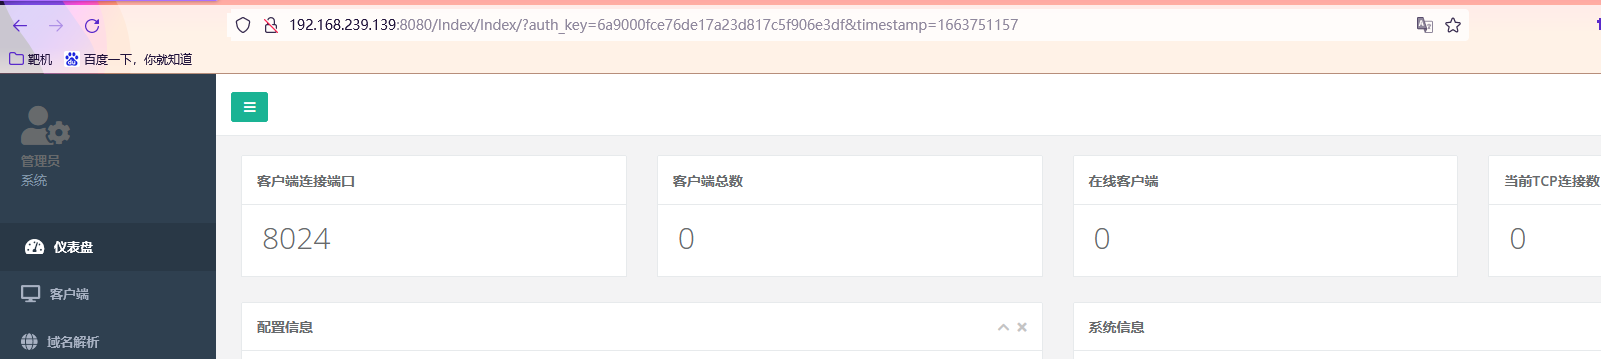 192.168.239.139:8080/Index/Index/?auth_key=6a9000fce76de17a23d817c5f906e3df&timestamp=1663751157
靶机 百度一下，你就知道
管理员
系统
仪表盘
客户端
域名解析
客户端连接端口
8024
客户端总数
0
在线客户端
0
当前TCP连接数
0
配置信息
系统信息